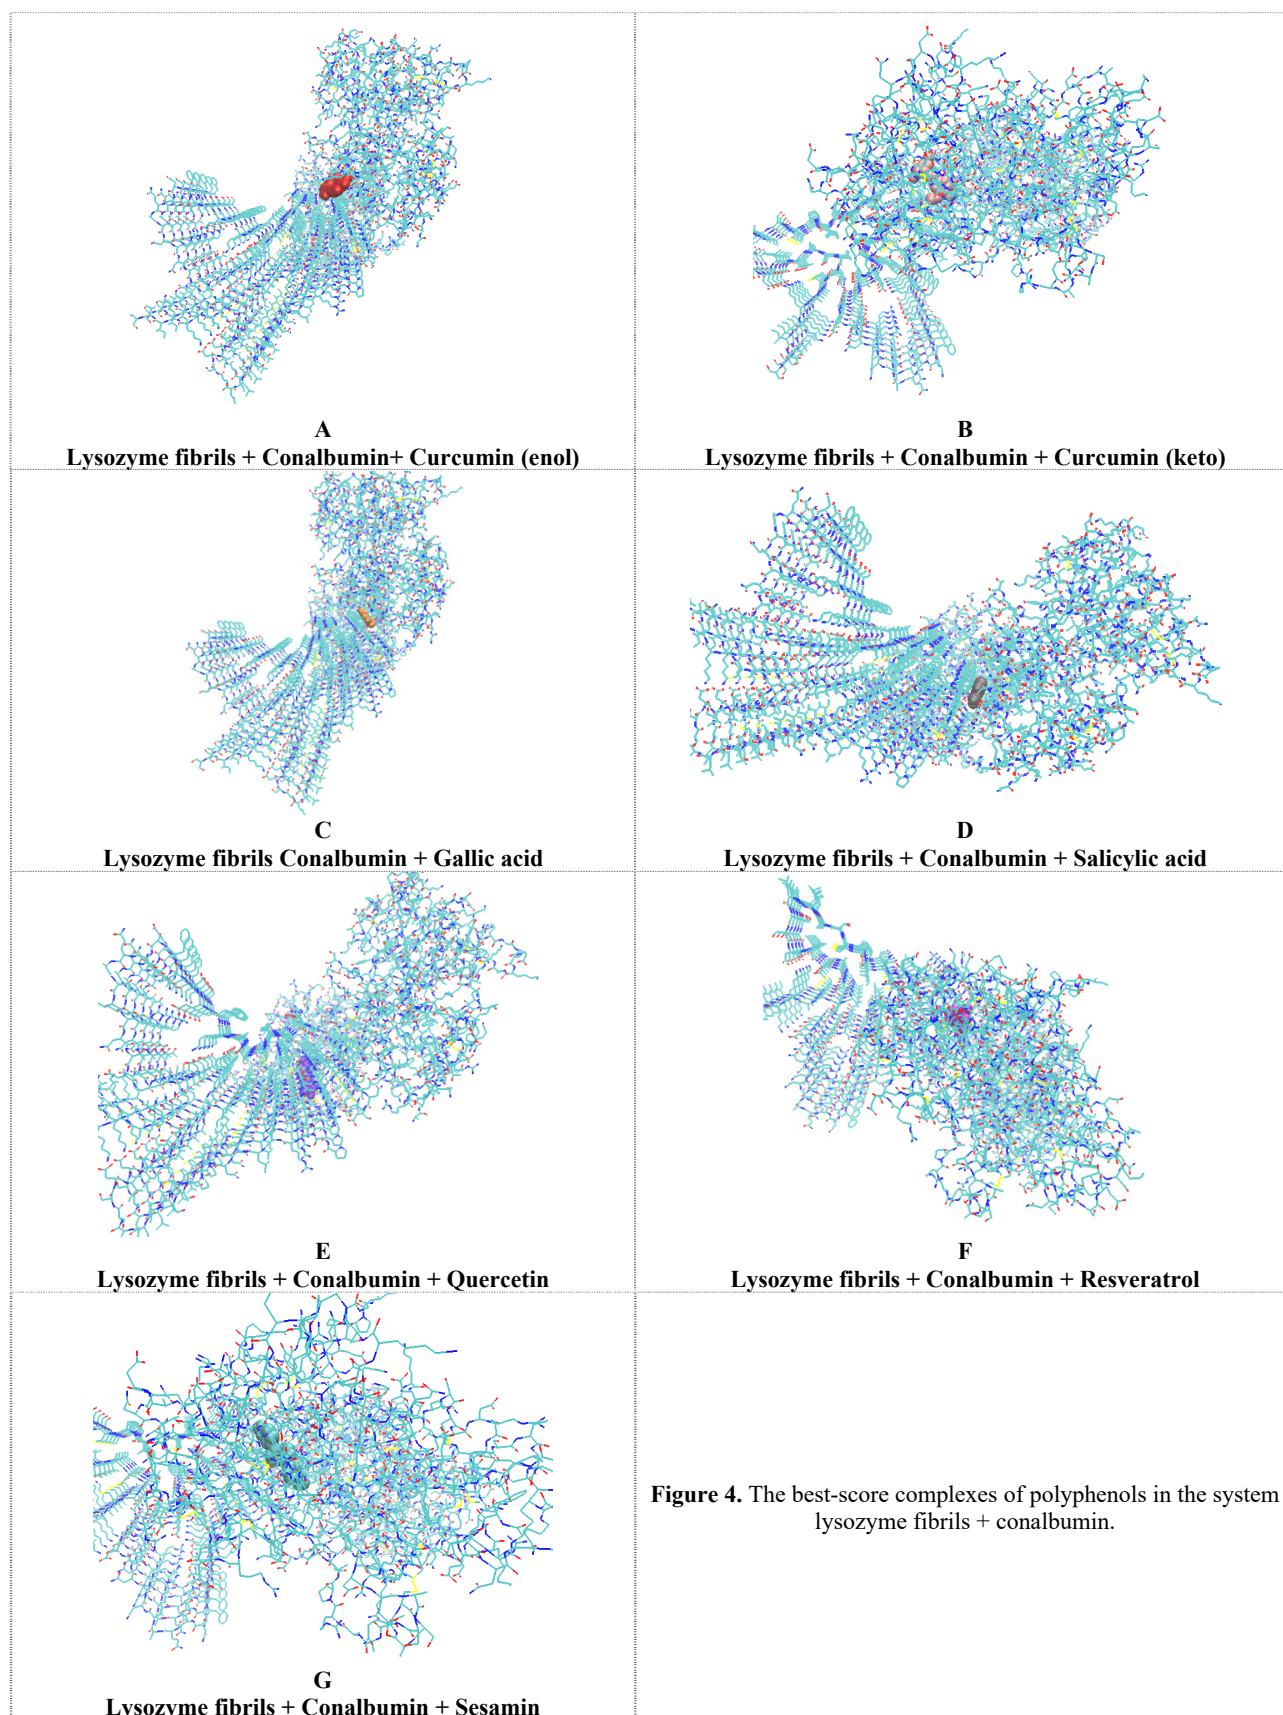 A
Lysozyme fibrils + Conalbumin+ Curcumin (enol)
B
Lysozyme fibrils + Conalbumin + Curcumin (keto)
C
Lysozyme fibrils Conalbumin + Gallic acid
D
Lysozyme fibrils + Conalbumin + Salicylic acid
E
Lysozyme fibrils + Conalbumin + Quercetin
F
Lysozyme fibrils + Conalbumin + Resveratrol
G
Lysozyme fibrils + Conalbumin + Sesamin
Figure 4. The best-score complexes of polyphenols in the system
lysozyme fibrils + conalbumin.